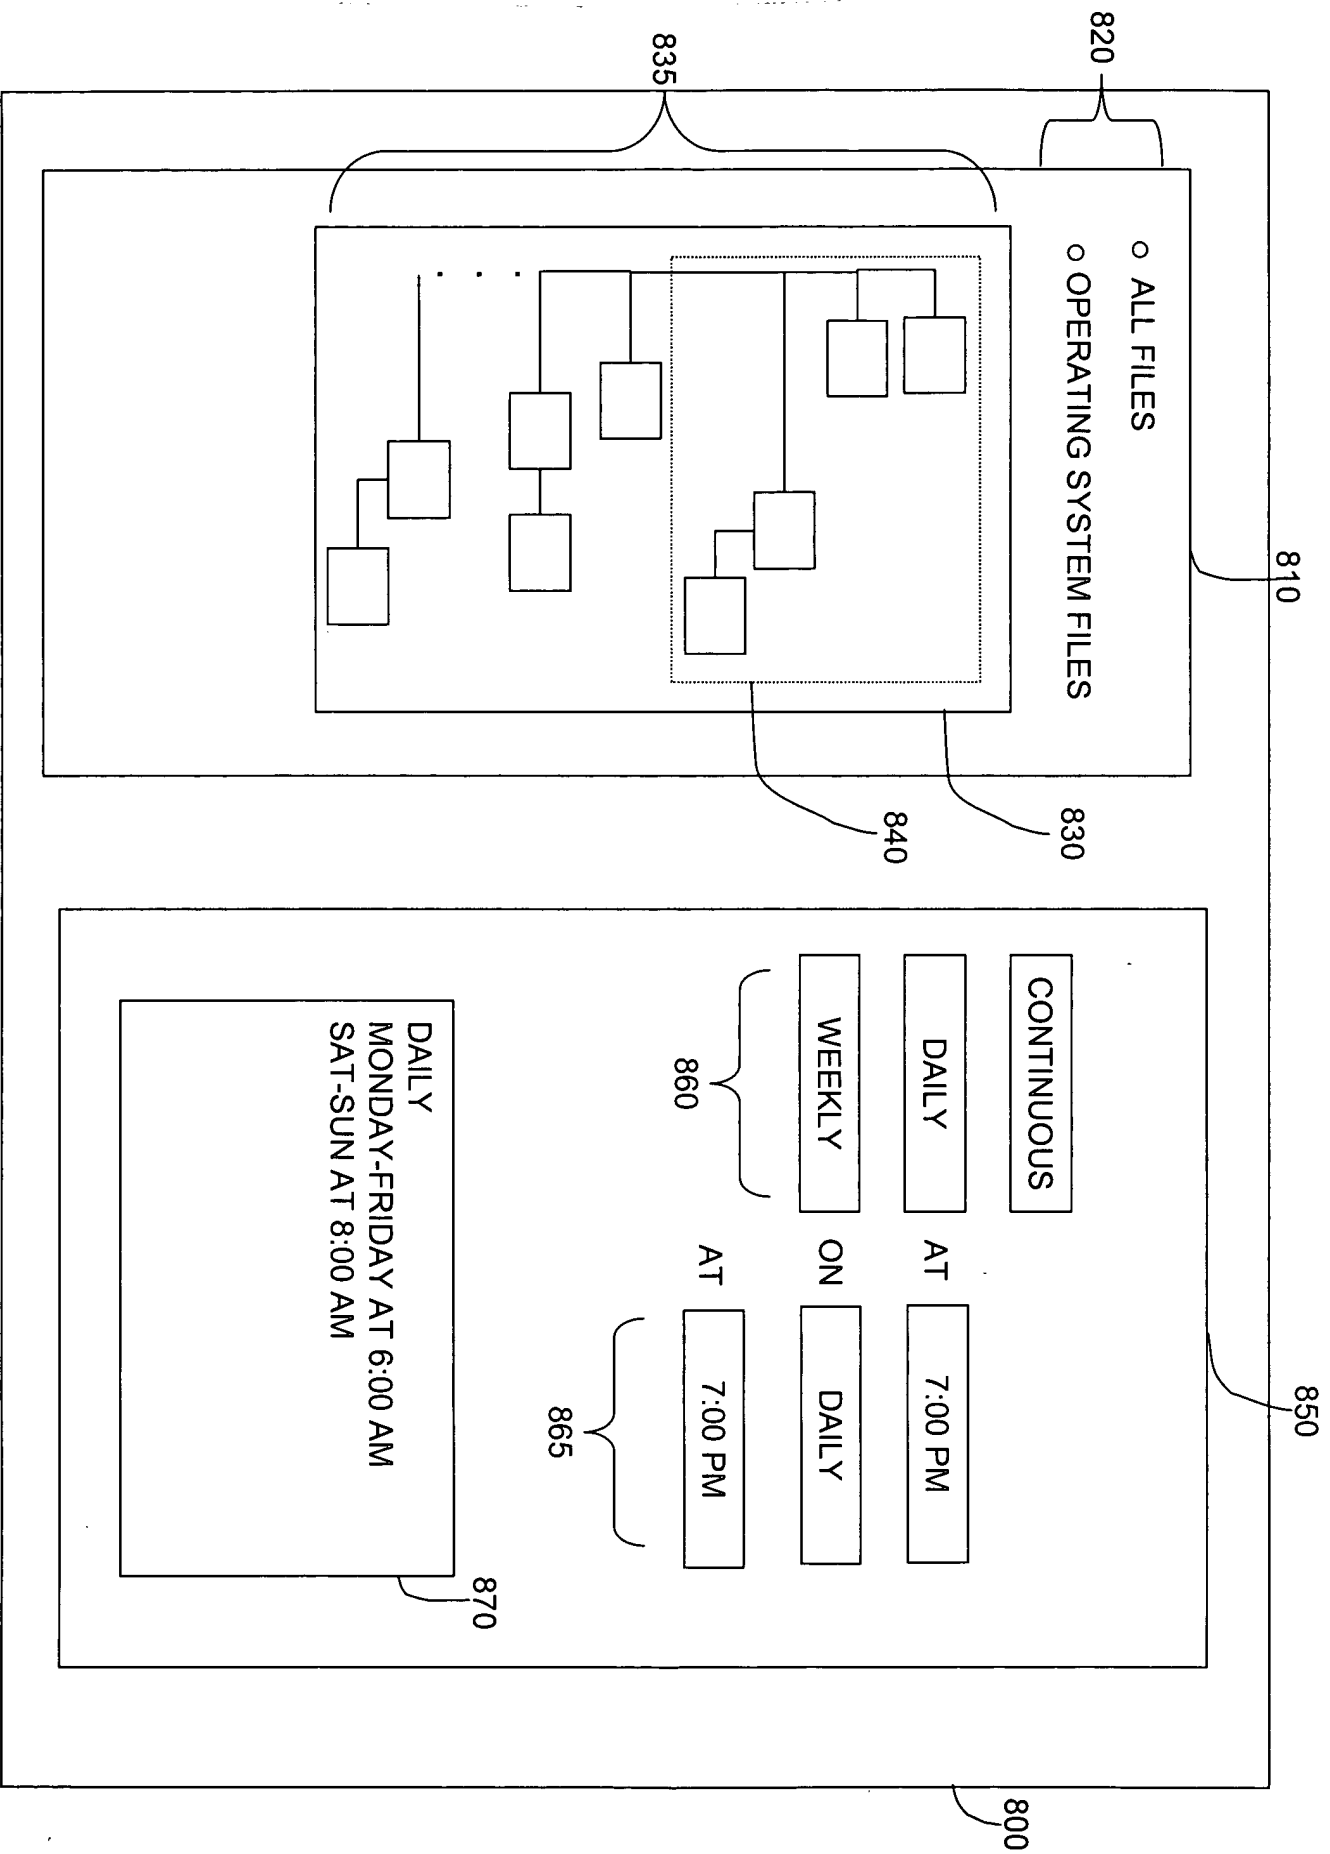 800
810
850
820
○ ALL FILES
○ OPERATING SYSTEM FILES
830
835
840
CONTINUOUS
DAILY AT 7:00 PM
WEEKLY ON DAILY
AT 7:00 PM
860
865
870
DAILY
MONDAY-FRIDAY AT 6:00 AM
SAT-SUN AT 8:00 AM